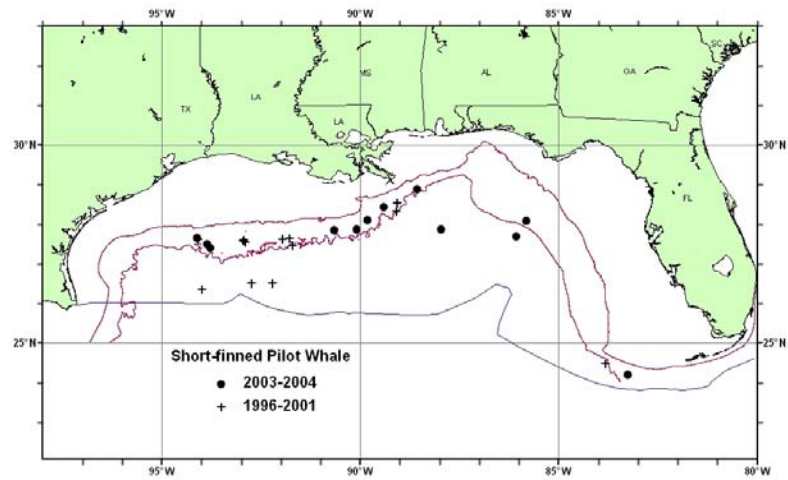 95°W 90°W 85°W
SC
MS AL GA
LA
TX
LA
30°N 30°N
FL
25°N 25°N
Short-finned Pilot Whale
2003-2004
1996-2001
95°W 90°W 85°W 80°W